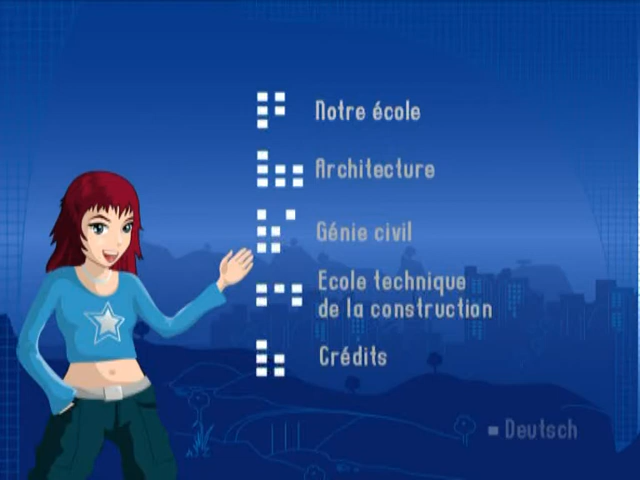 Notre école
Architecture
Génie civil
Ecole technique
de la construction
Crédits
Deutsch